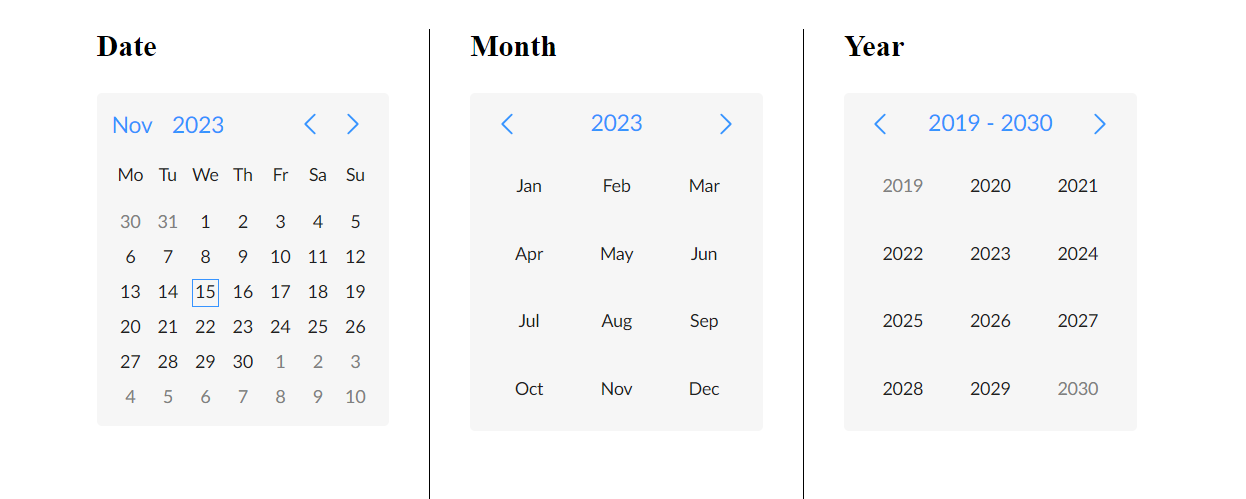 Date
Nov 2023
Mo Tu We Th Fr Sa Su
30 31 1 2 3 4 5
6 7 8 9 10 11 12
13 14 15 16 17 18 19
20 21 22 23 24 25 26
27 28 29 30 1 2 3
4 5 6 7 8 9 10
Month
2023
Jan Feb Mar
Apr May Jun
Jul Aug Sep
Oct Nov Dec
Year
2019 - 2030
2019 2020 2021
2022 2023 2024
2025 2026 2027
2028 2029 2030